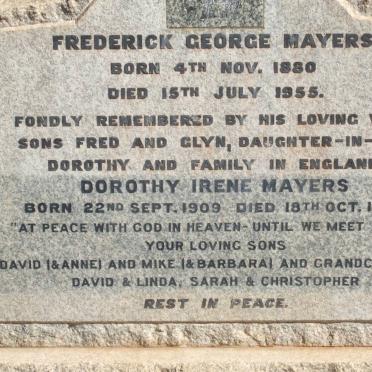 FREDERICK GEORGE MAYERS
BORN 4TH NOV. 1880
DIED 15TH JULY 1955.
FONDLY REMEMBERED BY HIS LOVING
SONS FRED AND GLYN, DAUGHTER-IN-
DOROTHY AND FAMILY IN ENGLAN
DOROTHY IRENE MAYERS
BORN 22ND SEPT. 1909 DIED 18TH OCT. 1
"AT PEACE WITH GOD IN HEAVEN - UNTIL WE MEET
YOUR LOVING SONS
DAVID (&ANNE) AND MIKE (&BARBARA) AND GRANDC
DAVID & LINDA, SARAH & CHRISTOPHER
REST IN PEACE.